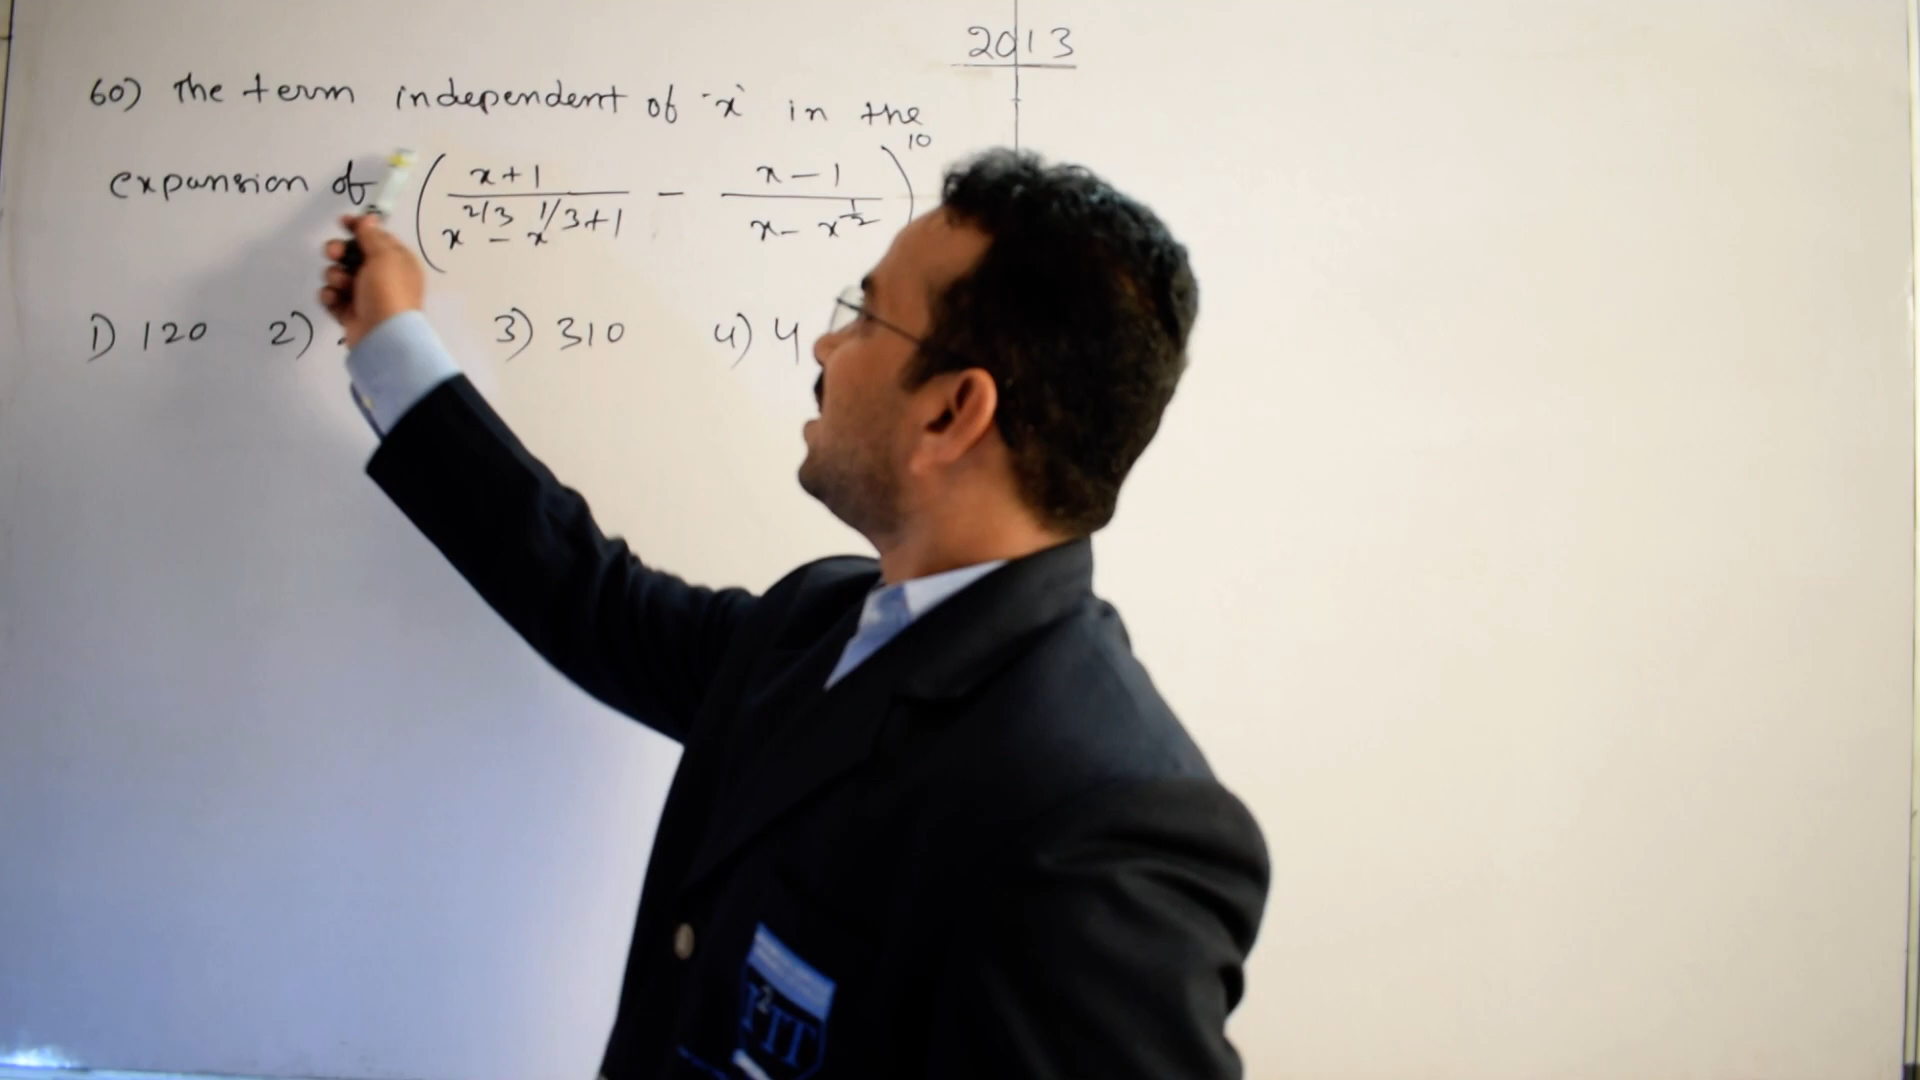 2013
60) The term independent of 'x' in the
expansion of ( (x+1)/(x^{2/3} - x^{1/3}+1) - (x-1)/(x-x^{1/2}) )^{10}
1) 120 2) 3) 310 4) 4
I²IT